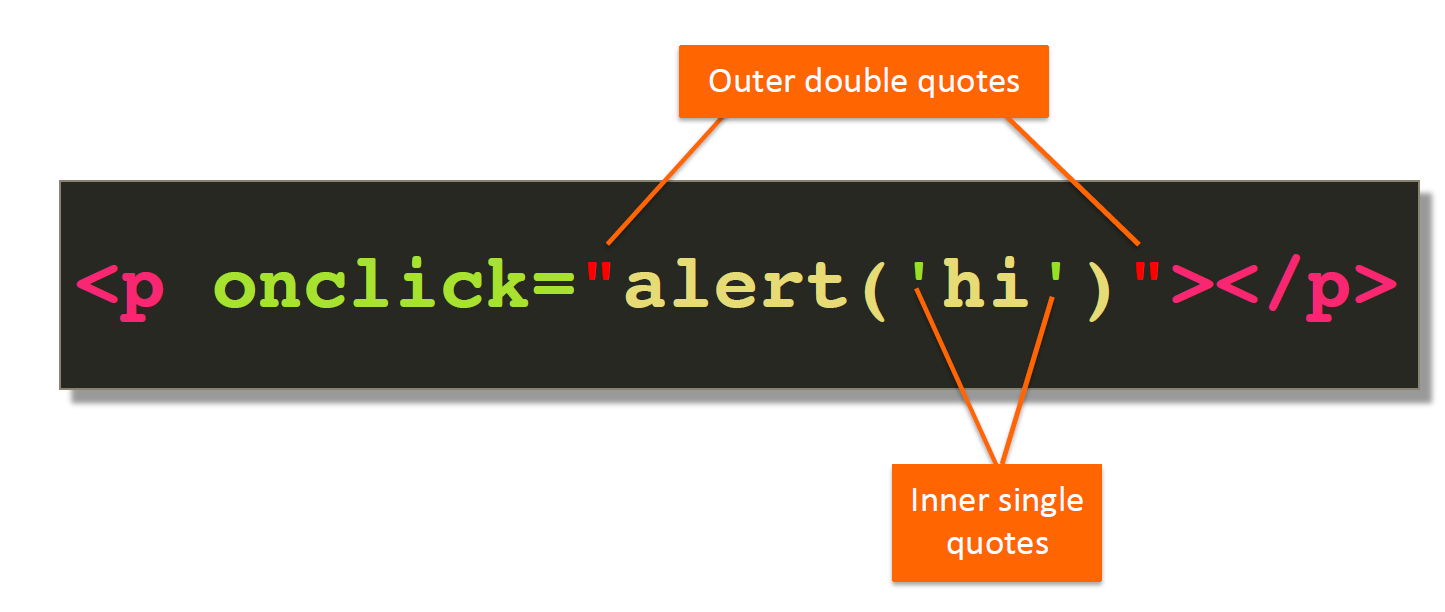 Outer double quotes
<p onclick="alert('hi')"></p>
Inner single
quotes